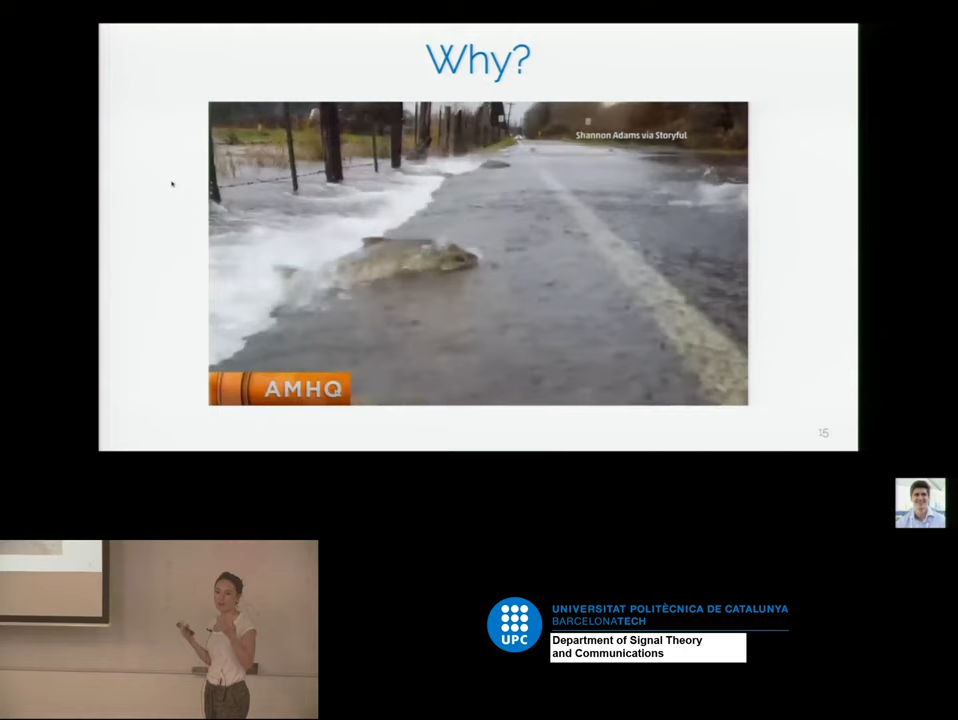 Why?
Shannon Adams via Storyful
AMHQ
15
UPC
UNIVERSITAT POLITÈCNICA DE CATALUNYA
BARCELONATECH
Department of Signal Theory
and Communications